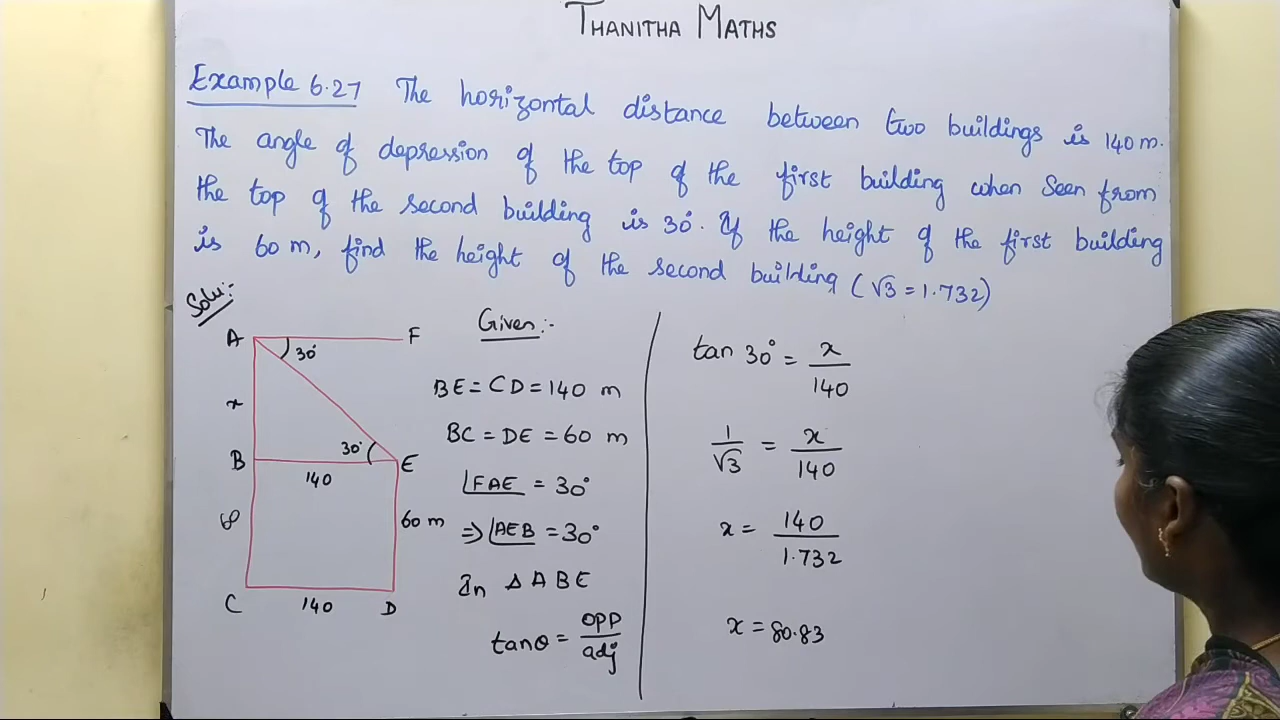 THANITHA MATHS
Example 6.27 The horizontal distance between two buildings is 140 m.
The angle of depression of the top of the first building when seen from
the top of the second building is 30°. If the height of the first building
is 60 m, find the height of the second building (√3 = 1.732)
Solu:-
A F
30°
x
B 30° E
140
60 60 m
C 140 D
Given:-
BE = CD = 140 m
BC = DE = 60 m
∠FAE = 30°
⇒ ∠AEB = 30°
In Δ ABE
tanθ = opp/adj
tan 30° = x/140
1/√3 = x/140
x = 140/1.732
x = 80.83